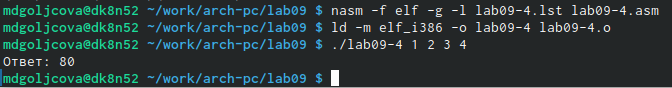 mdgoljcova@dk8n52 ~/work/arch-pc/lab09 $ nasm -f elf -g -l lab09-4.lst lab09-4.asm
mdgoljcova@dk8n52 ~/work/arch-pc/lab09 $ ld -m elf_i386 -o lab09-4 lab09-4.o
mdgoljcova@dk8n52 ~/work/arch-pc/lab09 $ ./lab09-4 1 2 3 4
Ответ: 80
mdgoljcova@dk8n52 ~/work/arch-pc/lab09 $